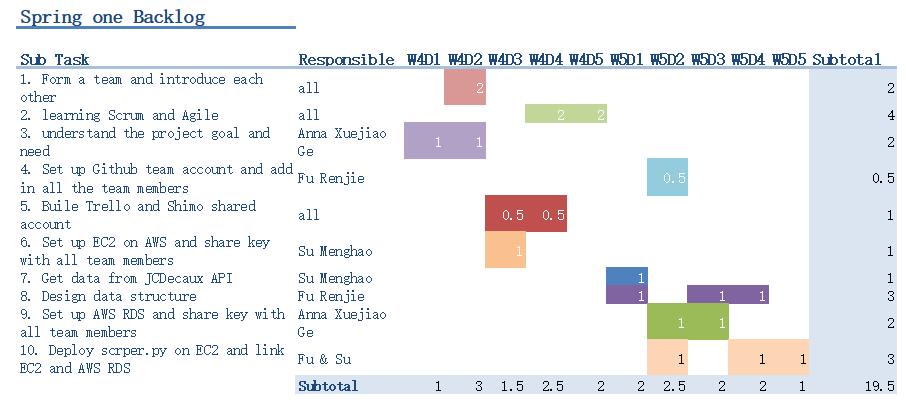 Spring one Backlog
Sub Task Responsible W4D1 W4D2 W4D3 W4D4 W4D5 W5D1 W5D2 W5D3 W5D4 W5D5 Subtotal
1. Form a team and introduce each
other
all 2 2
2. learning Scrum and Agile all 2 2 4
3. understand the project goal and
need
Anna Xuejiao
Ge
1 1 2
4. Set up Github team account and add
in all the team members
Fu Renjie 0.5 0.5
5. Buile Trello and Shimo shared
account
all 0.5 0.5 1
6. Set up EC2 on AWS and share key
with all team members
Su Menghao 1 1
7. Get data from JCDecaux API Su Menghao 1 1
8. Design data structure Fu Renjie 1 1 1 3
9. Set up AWS RDS and share key with
all team members
Anna Xuejiao
Ge
1 1 2
10. Deploy scrper.py on EC2 and link
EC2 and AWS RDS
Fu & Su 1 1 1 3
Subtotal 1 3 1.5 2.5 2 2 2.5 2 2 1 19.5